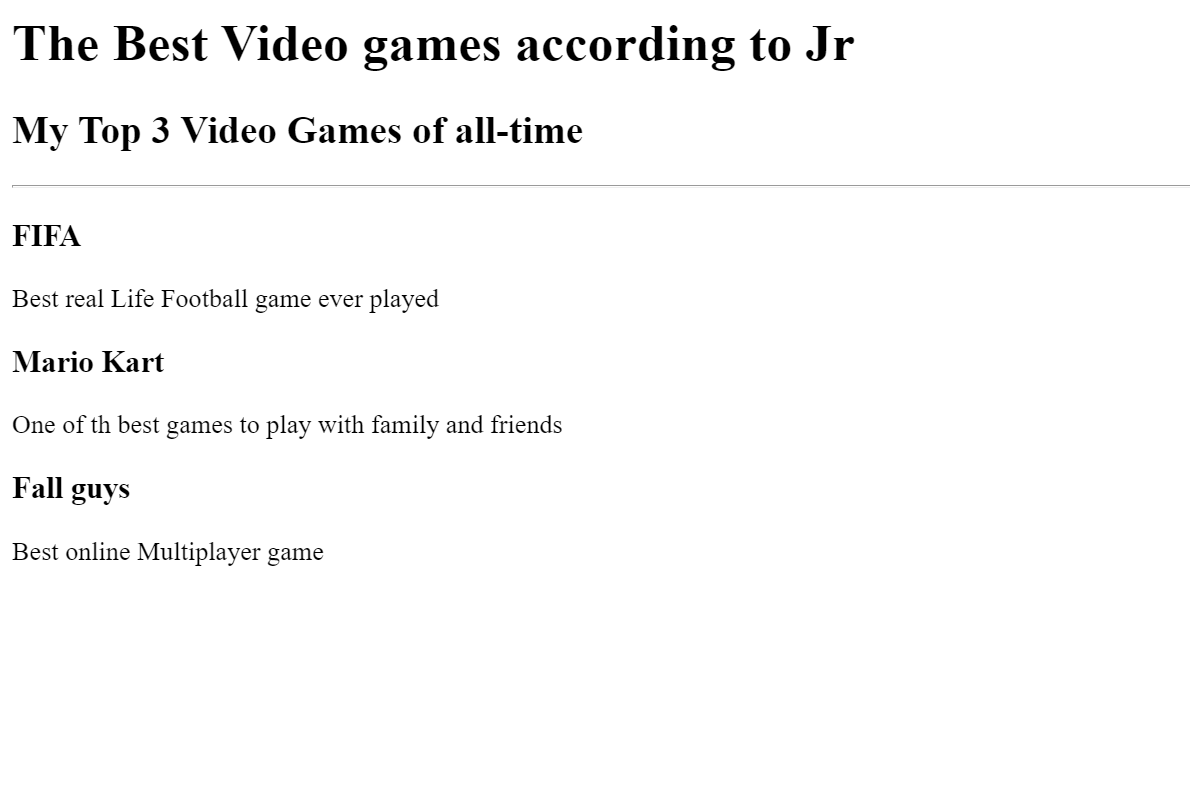 The Best Video games according to Jr
My Top 3 Video Games of all-time
FIFA
Best real Life Football game ever played
Mario Kart
One of th best games to play with family and friends
Fall guys
Best online Multiplayer game